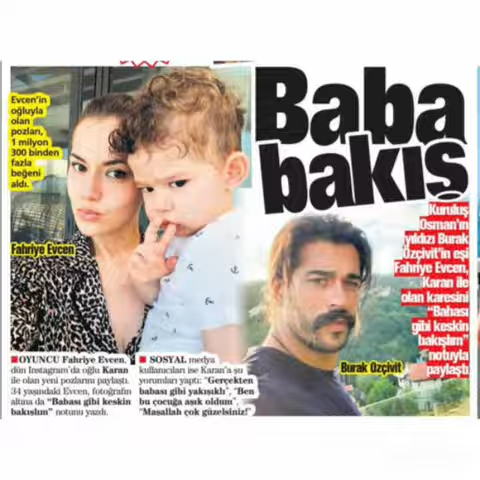 Baba
bakış
Evcen'in
oğluyla
olan
pozları,
1 milyon
300 binden
fazla
beğeni
aldı.
Fahriye Evcen
Kuruluş
Osman'ın
yıldızı Burak
Özçivit'in eşi
Fahriye Evcen,
Karan ile
olan karesini
"Babası
gibi keskin
bakışlım"
notuyla
paylaştı
Burak Özçivit
OYUNCU Fahriye Evcen,
dün Instagram'da oğlu Karan
ile olan yeni pozlarını paylaştı.
34 yaşındaki Evcen, fotoğrafın
altına da "Babası gibi keskin
bakışlım" notunu yazdı.
SOSYAL medya
kullanıcıları ise Karan'a şu
yorumları yaptı: "Gerçekten
babası gibi yakışıklı", "Ben
bu çocuğa aşık oldum",
"Maşallah çok güzelsiniz!"